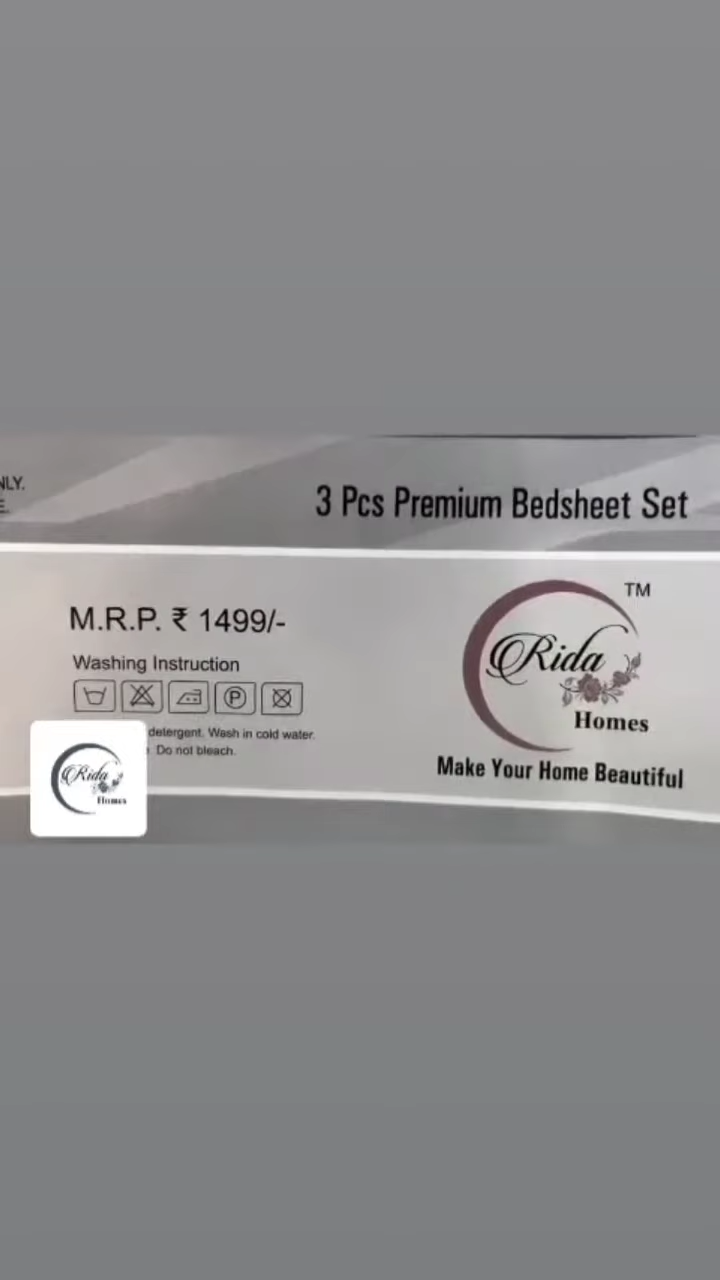 NLY.
E.
3 Pcs Premium Bedsheet Set
M.R.P. ₹ 1499/-
Washing Instruction
P
detergent. Wash in cold water.
Do not bleach.
TM
Rida
Homes
Make Your Home Beautiful
Rida
Homes